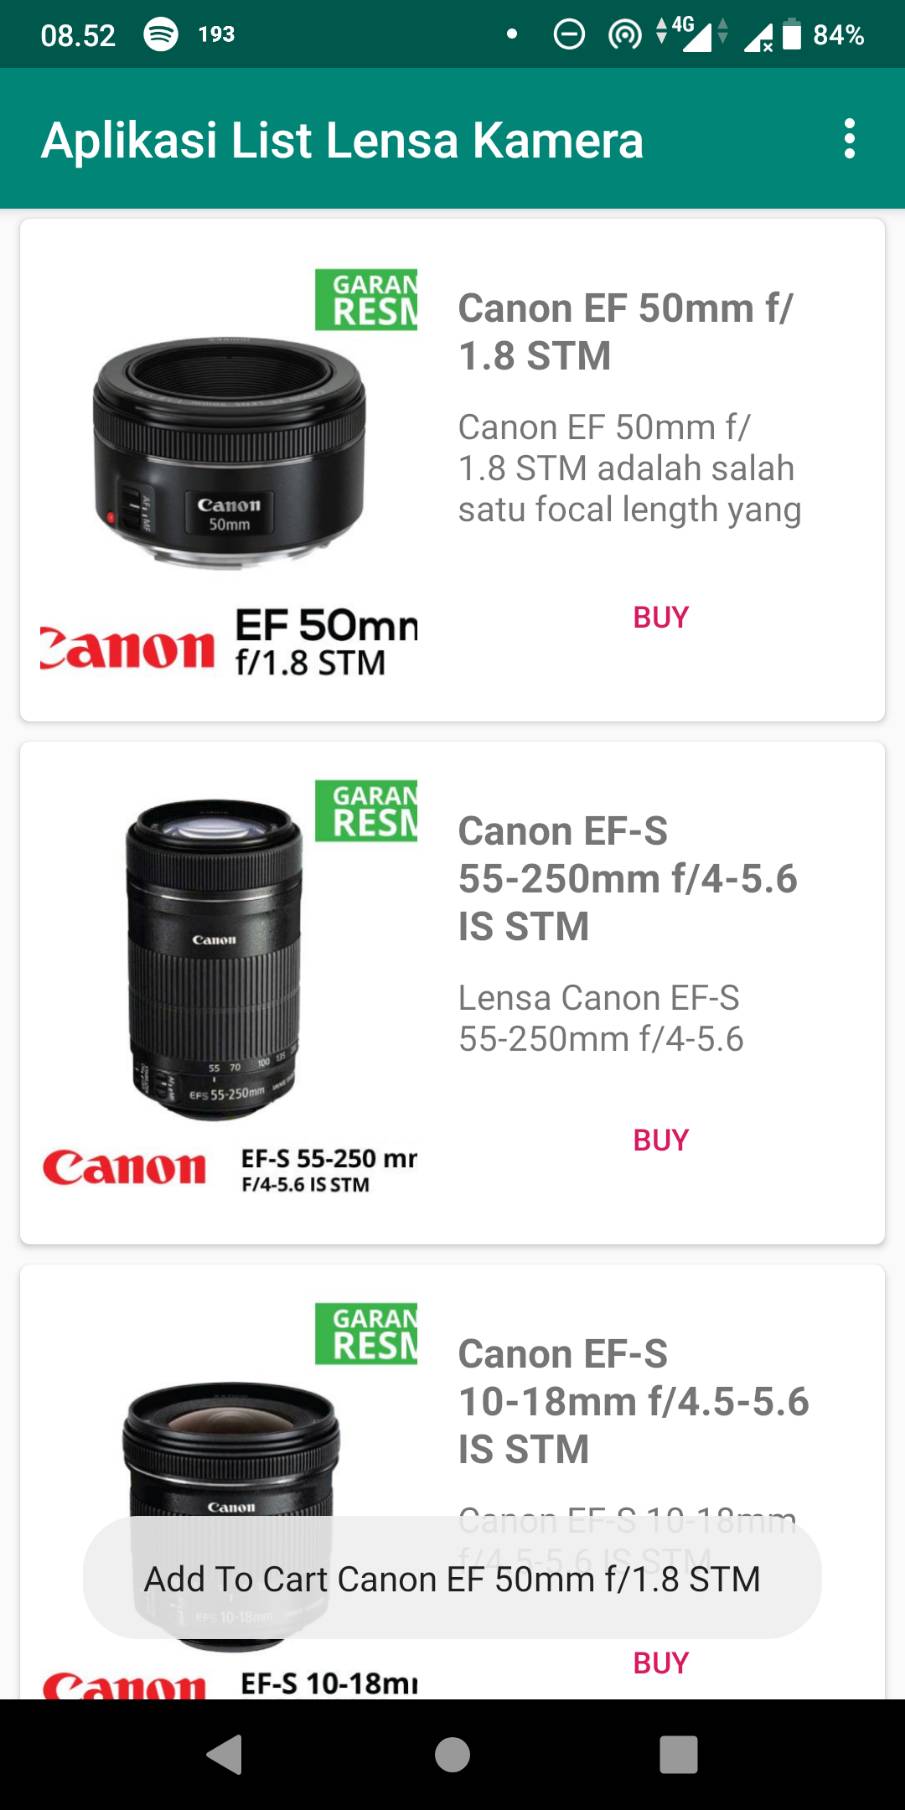 08.52 193 4G 84%
Aplikasi List Lensa Kamera
GARAN
RESM
Canon
50mm
Canon EF 50mm
f/1.8 STM
Canon EF 50mm f/
1.8 STM
Canon EF 50mm f/
1.8 STM adalah salah
satu focal length yang
BUY
GARAN
RESM
Canon
55 70 100 135
EFS 55-250mm
Canon EF-S 55-250 mm
F/4-5.6 IS STM
Canon EF-S
55-250mm f/4-5.6
IS STM
Lensa Canon EF-S
55-250mm f/4-5.6
BUY
GARAN
RESM
Canon
EFS 10-18mm
Canon EF-S 10-18mm
Canon EF-S
10-18mm f/4.5-5.6
IS STM
Canon EF-S 10-18mm
f/4.5-5.6 IS STM
BUY
Add To Cart Canon EF 50mm f/1.8 STM